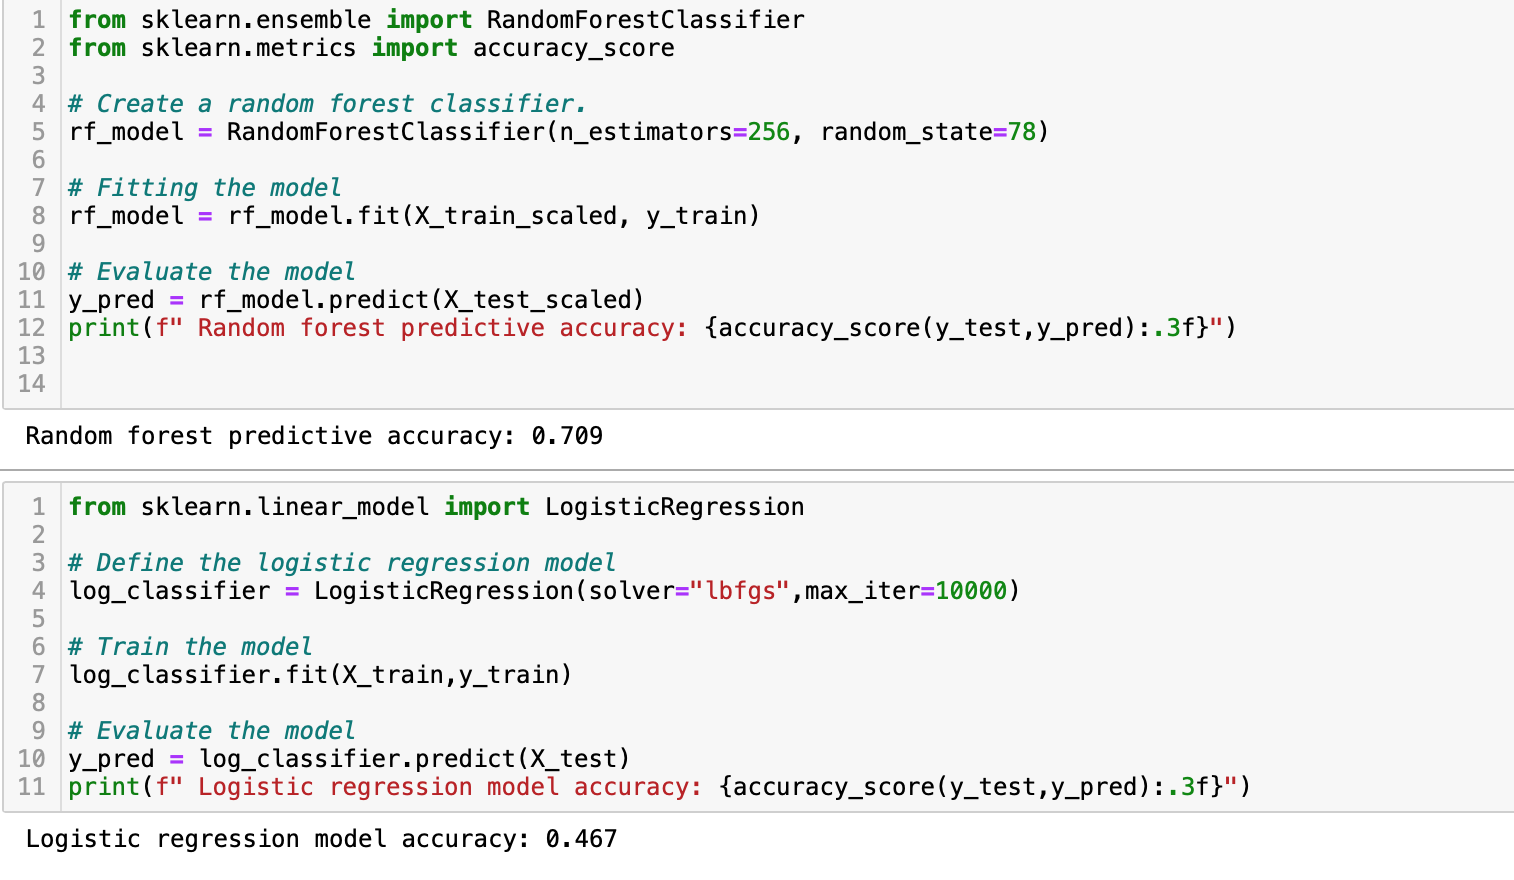 1 from sklearn.ensemble import RandomForestClassifier
2 from sklearn.metrics import accuracy_score
3
4 # Create a random forest classifier.
5 rf_model = RandomForestClassifier(n_estimators=256, random_state=78)
6
7 # Fitting the model
8 rf_model = rf_model.fit(X_train_scaled, y_train)
9
10 # Evaluate the model
11 y_pred = rf_model.predict(X_test_scaled)
12 print(f" Random forest predictive accuracy: {accuracy_score(y_test,y_pred):.3f}")
13
14
Random forest predictive accuracy: 0.709
1 from sklearn.linear_model import LogisticRegression
2
3 # Define the logistic regression model
4 log_classifier = LogisticRegression(solver="lbfgs",max_iter=10000)
5
6 # Train the model
7 log_classifier.fit(X_train,y_train)
8
9 # Evaluate the model
10 y_pred = log_classifier.predict(X_test)
11 print(f" Logistic regression model accuracy: {accuracy_score(y_test,y_pred):.3f}")
Logistic regression model accuracy: 0.467